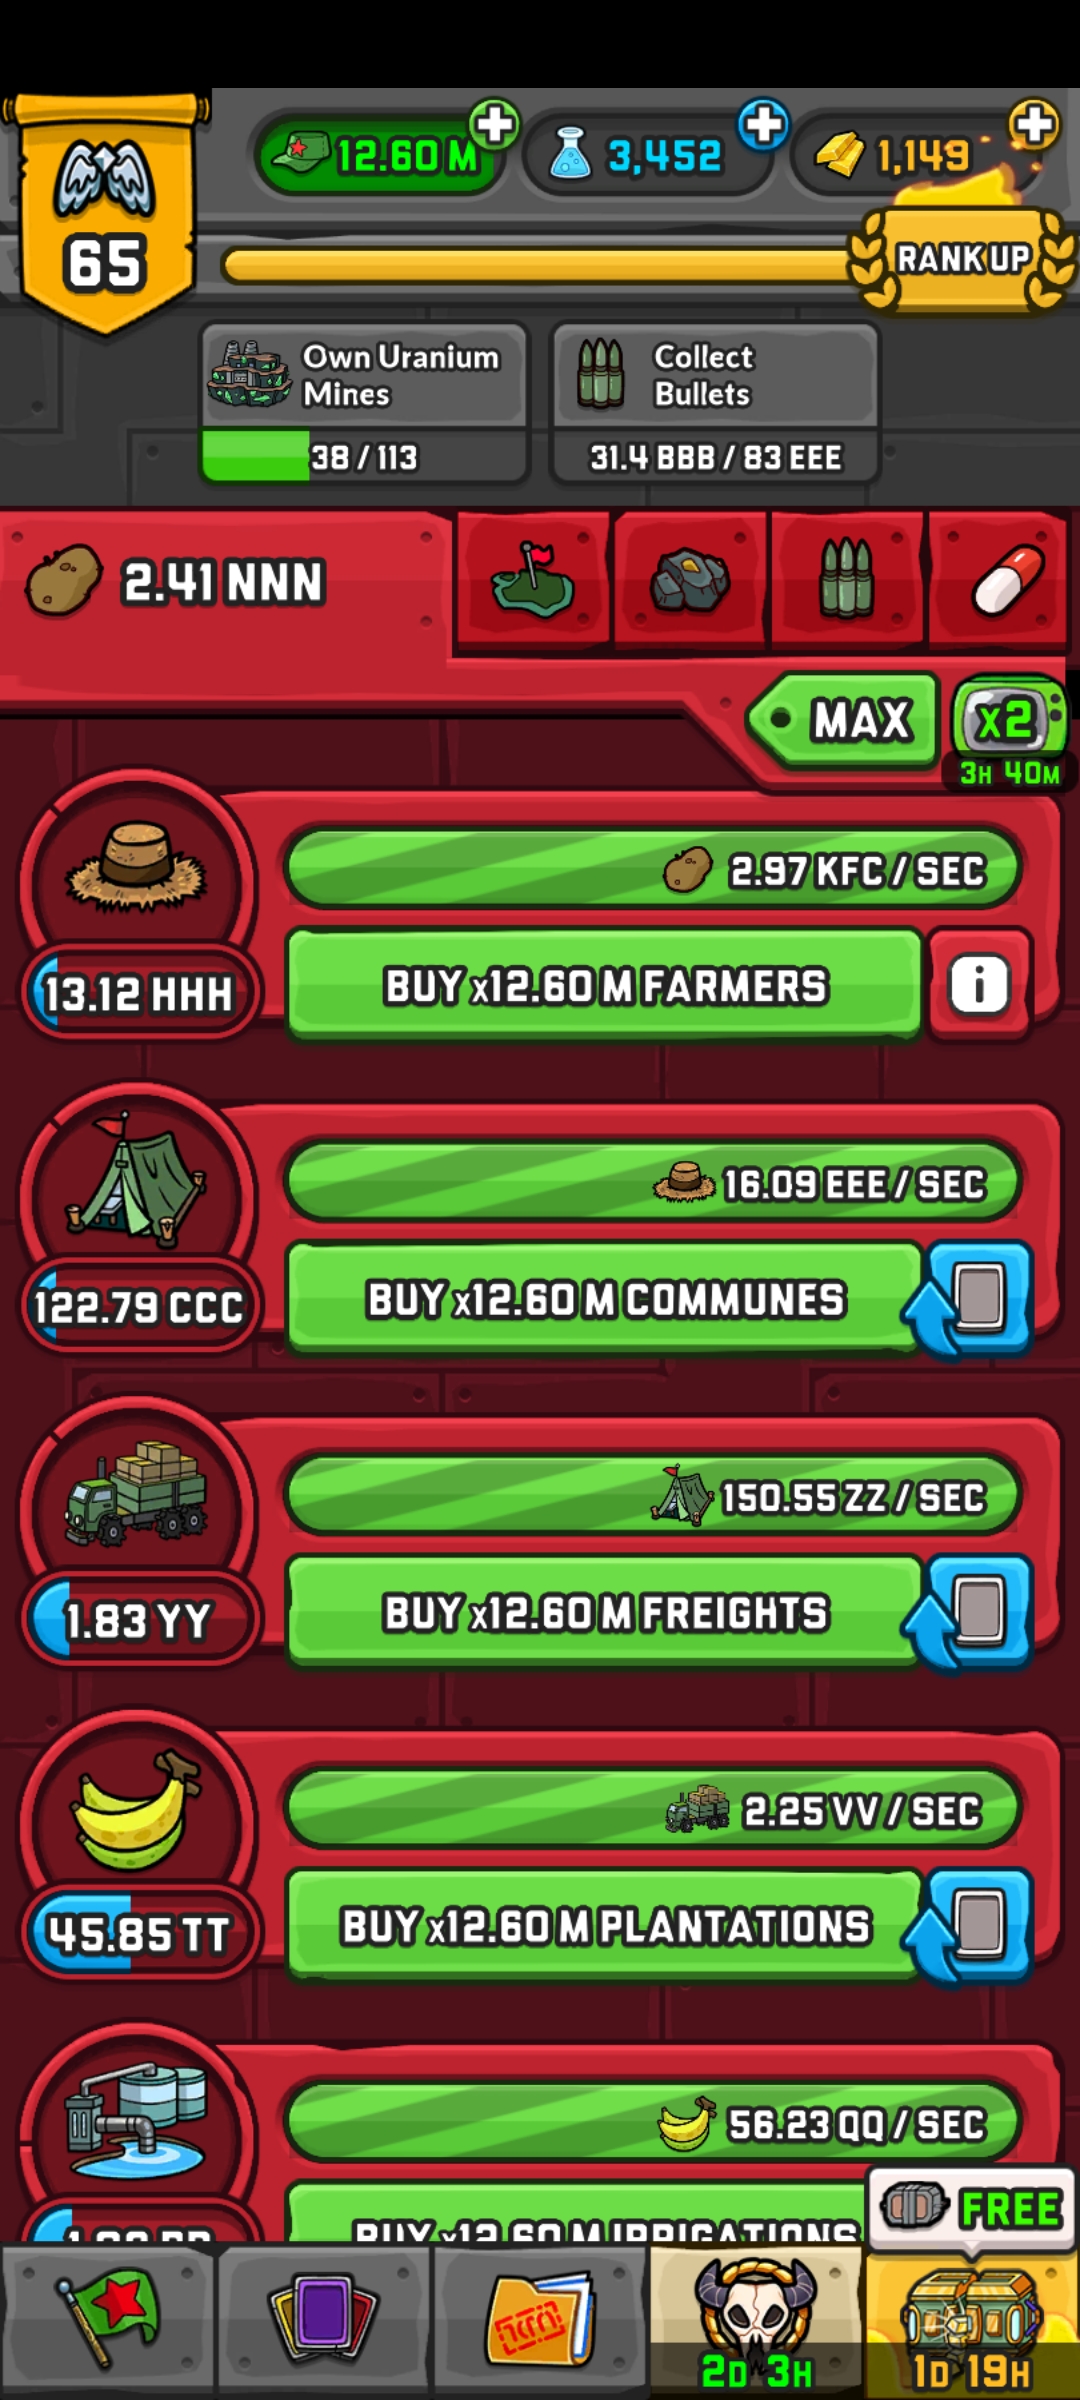 12.60 M
3,452
1,149
65
RANK UP
Own Uranium
Mines
38 / 113
Collect
Bullets
31.4 BBB / 83 EEE
2.41 NNN
MAX
x2
3H 40M
2.97 KFC / SEC
13.12 HHH
BUY x12.60 M FARMERS
i
16.09 EEE / SEC
122.79 CCC
BUY x12.60 M COMMUNES
150.55 ZZ / SEC
1.83 YY
BUY x12.60 M FREIGHTS
2.25 VV / SEC
45.85 TT
BUY x12.60 M PLANTATIONS
56.23 QQ / SEC
BUY x12.60 M IRRIGATIONS
FREE
2D 3H
1D 19H